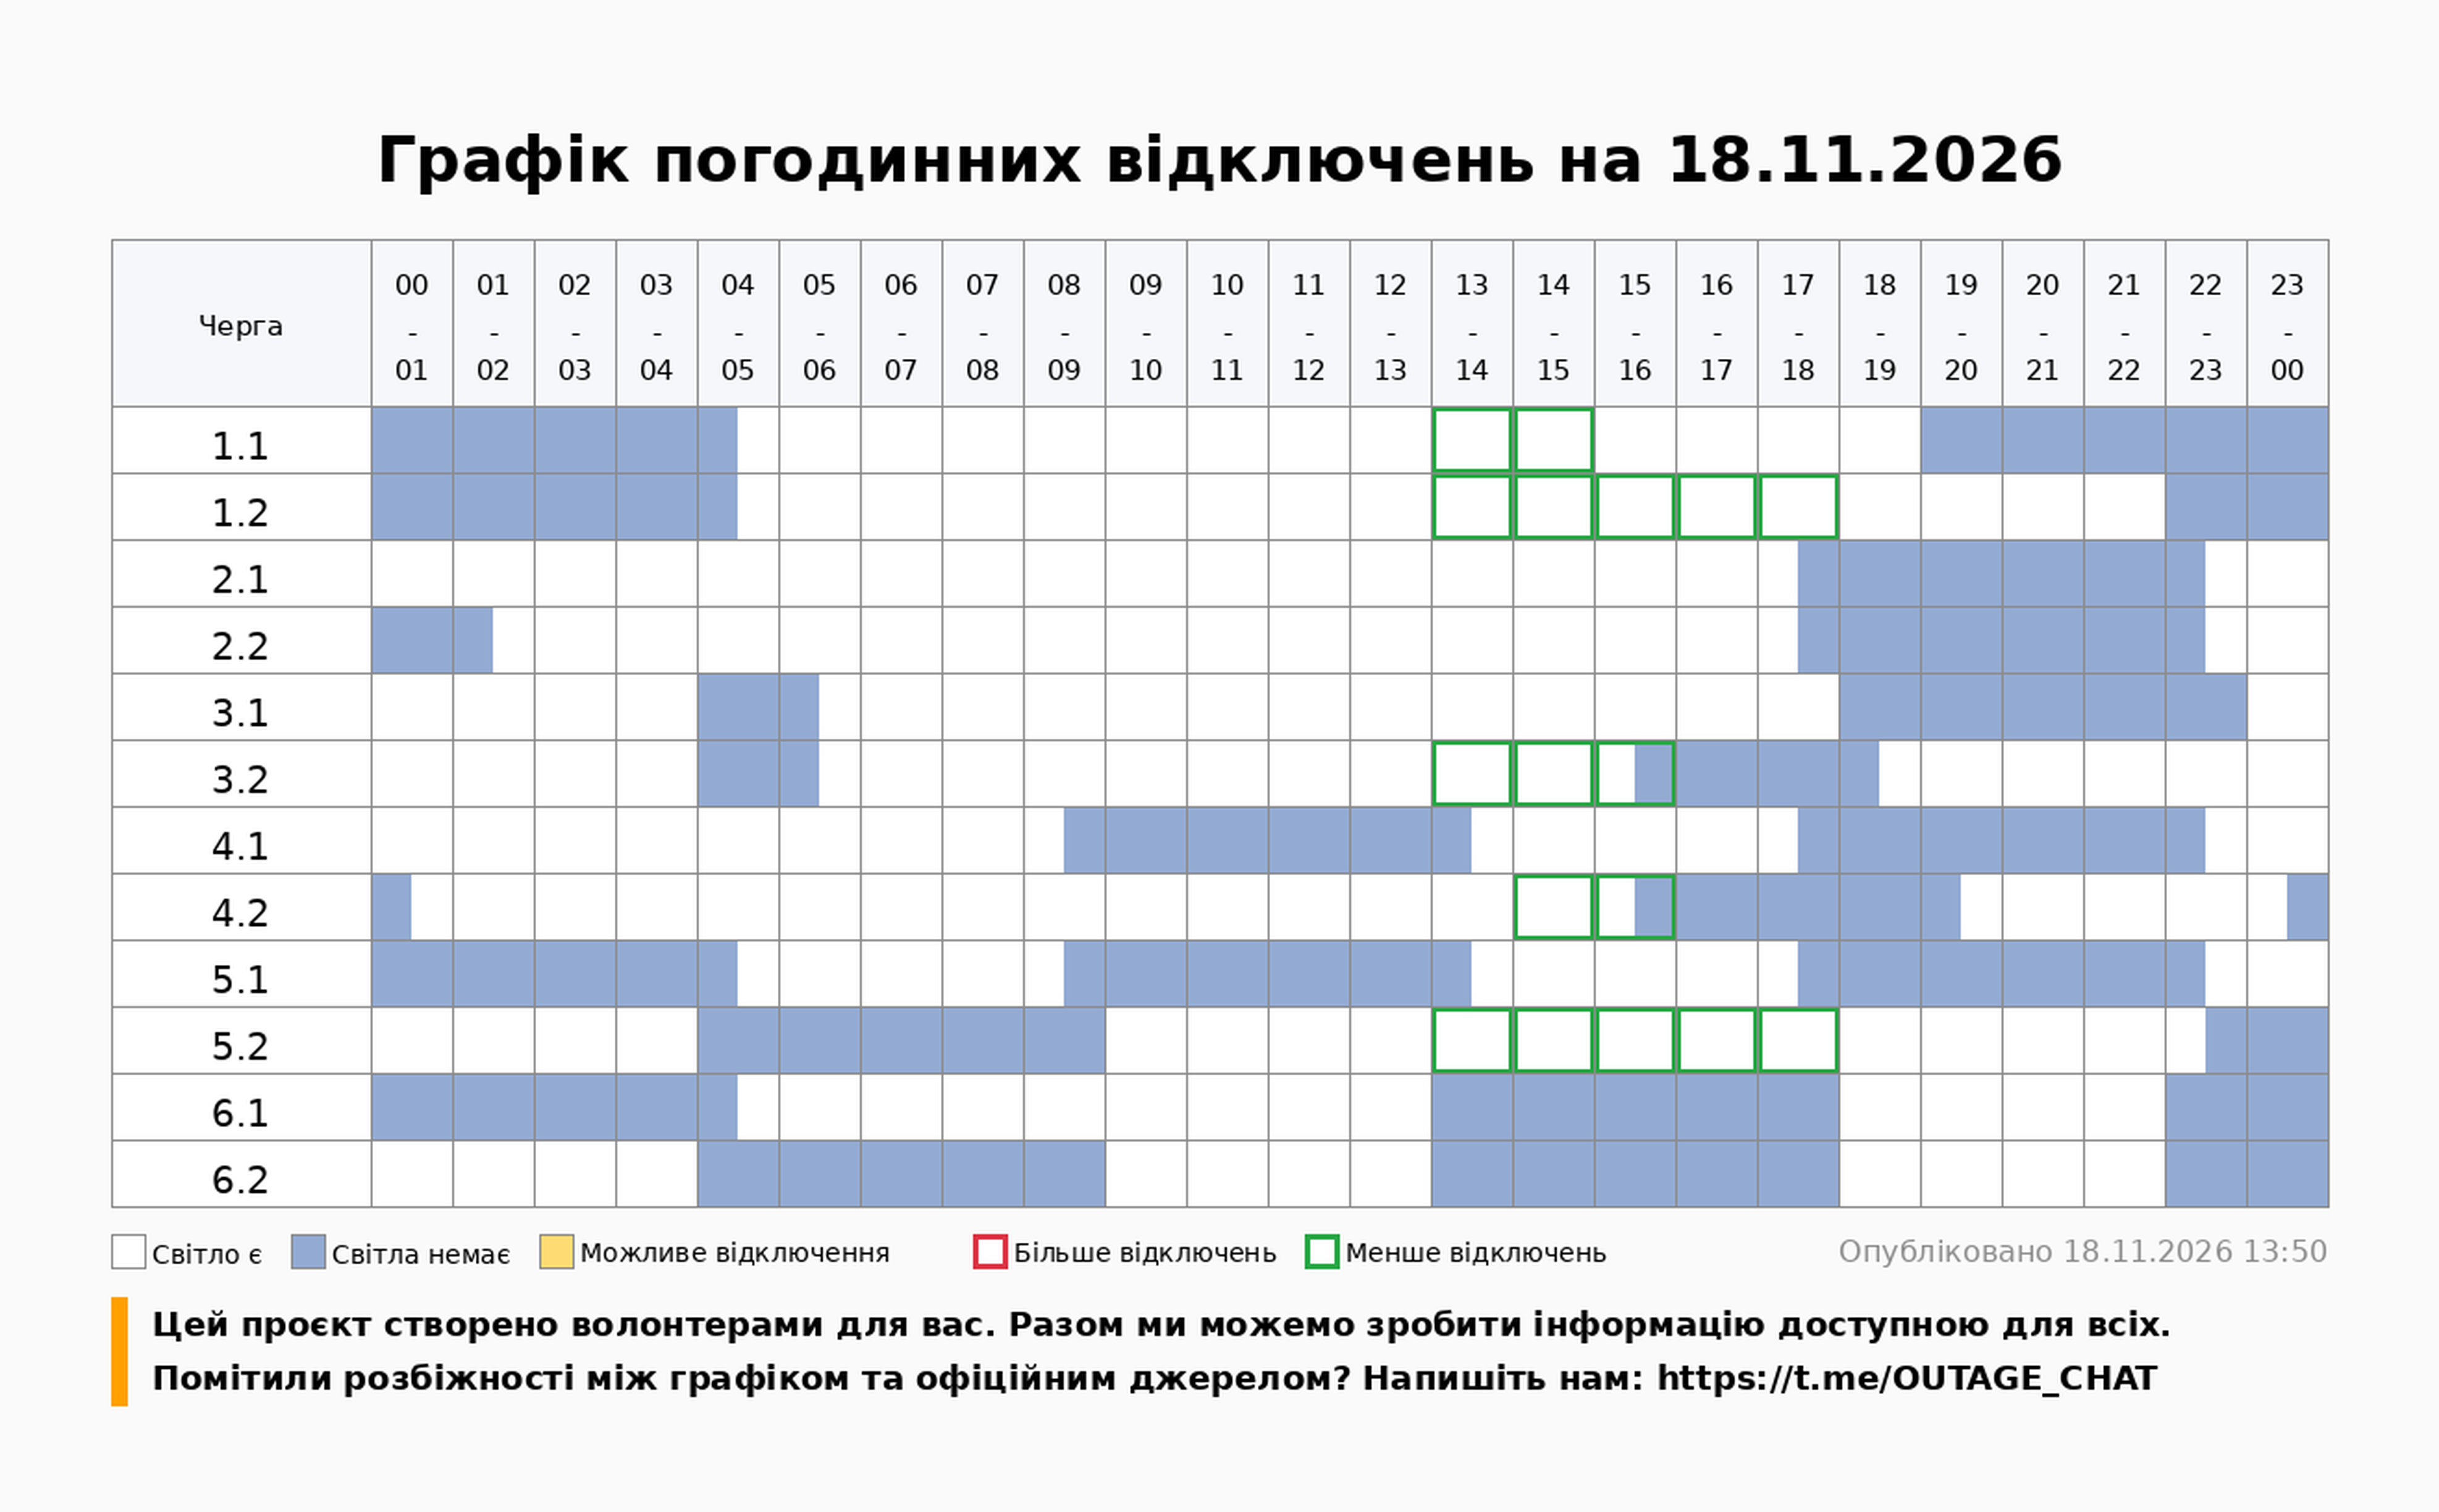 Графік погодинних відключень на 18.11.2026
Черга
00 - 01
01 - 02
02 - 03
03 - 04
04 - 05
05 - 06
06 - 07
07 - 08
08 - 09
09 - 10
10 - 11
11 - 12
12 - 13
13 - 14
14 - 15
15 - 16
16 - 17
17 - 18
18 - 19
19 - 20
20 - 21
21 - 22
22 - 23
23 - 00
1.1
1.2
2.1
2.2
3.1
3.2
4.1
4.2
5.1
5.2
6.1
6.2
Світло є
Світла немає
Можливе відключення
Більше відключень
Менше відключень
Опубліковано 18.11.2026 13:50
Цей проєкт створено волонтерами для вас. Разом ми можемо зробити інформацію доступною для всіх.
Помітили розбіжності між графіком та офіційним джерелом? Напишіть нам: https://t.me/OUTAGE_CHAT